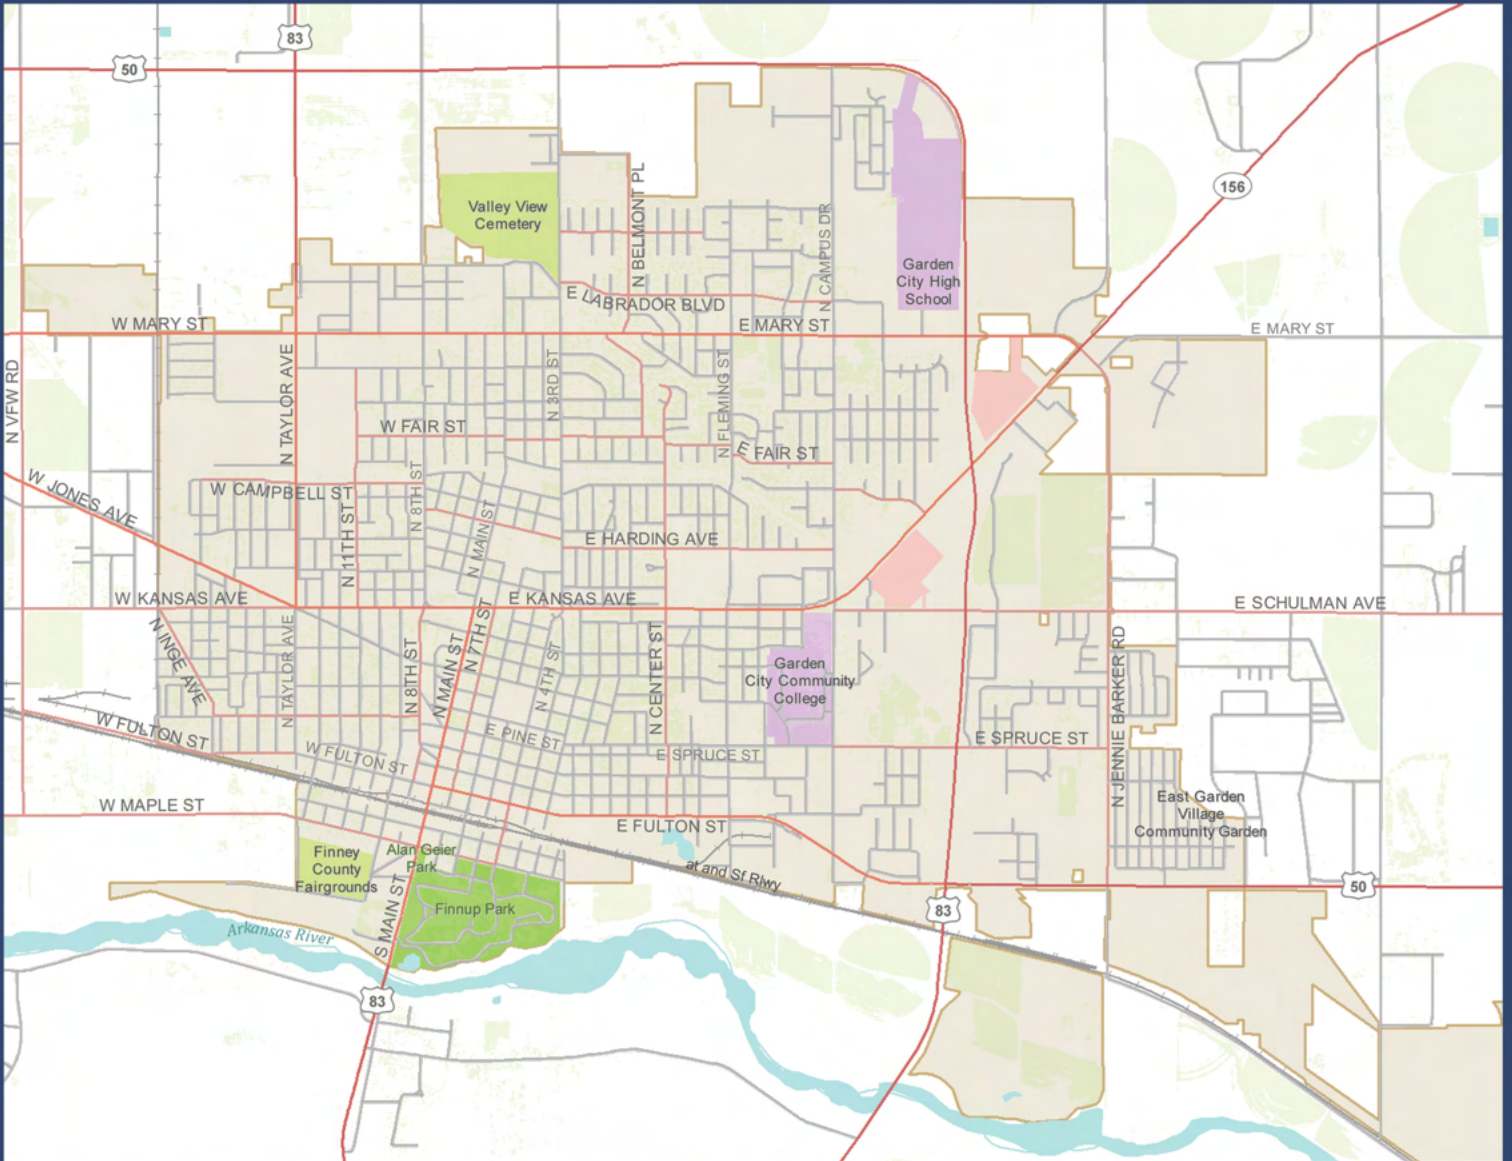 83
50
156
Valley View
Cemetery
N BELMONT PL
N CAMPUS DR
Garden
City High
School
E LABRADOR BLVD
W MARY ST
E MARY ST
E MARY ST
N VFW RD
N TAYLOR AVE
N 3RD ST
N FLEMING ST
W FAIR ST
E FAIR ST
W JONES AVE
W CAMPBELL ST
N 8TH ST
N 11TH ST
N MAIN ST
E HARDING AVE
W KANSAS AVE
E KANSAS AVE
E SCHULMAN AVE
N INGE AVE
N TAYLOR AVE
N 8TH ST
N MAIN ST
N 7TH ST
N 4TH ST
N CENTER ST
Garden
City Community
College
N JENNIE BARKER RD
W FULTON ST
W FULTON ST
E PINE ST
E SPRUCE ST
E SPRUCE ST
W MAPLE ST
E FULTON ST
East Garden
Village
Community Garden
Finney
County
Fairgrounds
Alan Geier
Park
at and Sf Rlwy
50
S MAIN ST
Finnup Park
83
Arkansas River
83